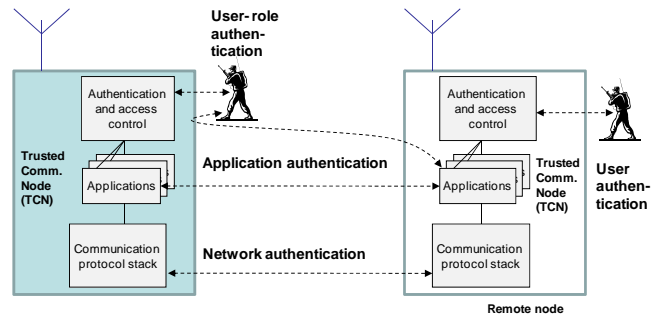 User-role
authen-
tication
Authentication
and access
control
Trusted
Comm.
Node
(TCN)
Applications
Communication
protocol stack
Application authentication
Network authentication
Authentication
and access
control
Applications
Trusted
Comm.
Node
(TCN)
Communication
protocol stack
User
authen-
tication
Remote node